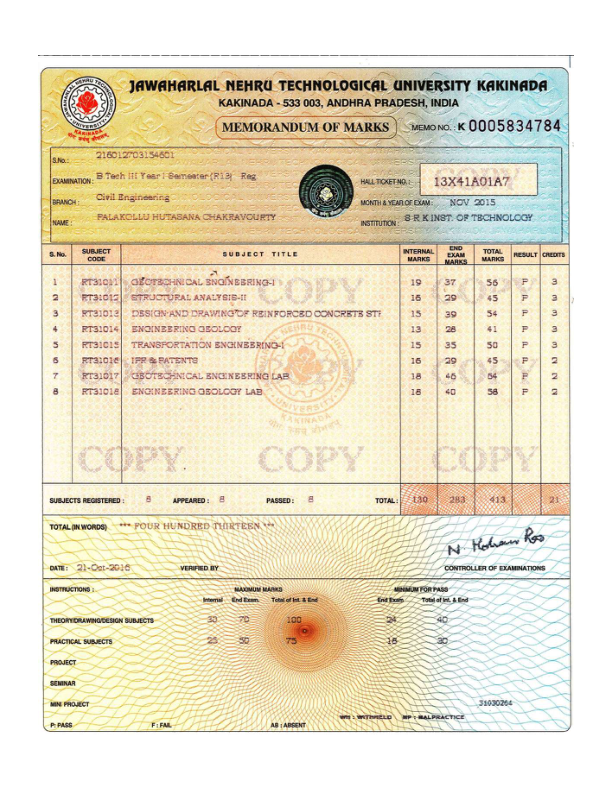 JAWAHARLAL NEHRU TECHNOLOGICAL UNIVERSITY KAKINADA
KAKINADA - 533 003, ANDHRA PRADESH, INDIA
MEMORANDUM OF MARKS MEMO NO. : K 0005834784
S.No.: 216012703154601
EXAMINATION : B Tech III Year I Semester (R13) Reg HALL TICKET NO. : 13X41A01A7
BRANCH : Civil Engineering MONTH & YEAR OF EXAM : NOV 2015
NAME : PALAKOLLU HUTASANA CHAKRAVOURTY INSTITUTION : S R K INST. OF TECHNOLOGY
S. No. SUBJECT CODE SUBJECT TITLE INTERNAL MARKS END EXAM MARKS TOTAL MARKS RESULT CREDITS
1 RT31011 GEOTECHNICAL ENGINEERING-I 19 37 56 P 3
2 RT31012 STRUCTURAL ANALYSIS-II 16 29 45 P 3
3 RT31013 DESIGN AND DRAWING OF REINFORCED CONCRETE STR 15 39 54 P 3
4 RT31014 ENGINEERING GEOLOGY 13 28 41 P 3
5 RT31015 TRANSPORTATION ENGINEERING-I 15 35 50 P 3
6 RT31016 IPR & PATENTS 16 29 45 P 2
7 RT31017 GEOTECHNICAL ENGINEERING LAB 18 46 64 P 2
8 RT31018 ENGINEERING GEOLOGY LAB 18 40 58 P 2
COPY COPY COPY
SUBJECTS REGISTERED : 8 APPEARED : 8 PASSED : 8 TOTAL : 130 283 413 21
TOTAL (IN WORDS) *** FOUR HUNDRED THIRTEEN ***
DATE : 21-Oct-2016 VERIFIED BY CONTROLLER OF EXAMINATIONS
INSTRUCTIONS : MAXIMUM MARKS MINIMUM FOR PASS
Internal End Exam. Total of Int. & End End Exam Total of Int. & End
THEORY/DRAWING/DESIGN SUBJECTS 30 70 100 24 40
PRACTICAL SUBJECTS 25 50 75 18 30
PROJECT
SEMINAR
MINI PROJECT 31030264
WH : WITHHELD MP : MALPRACTICE
P: PASS F : FAIL AB : ABSENT